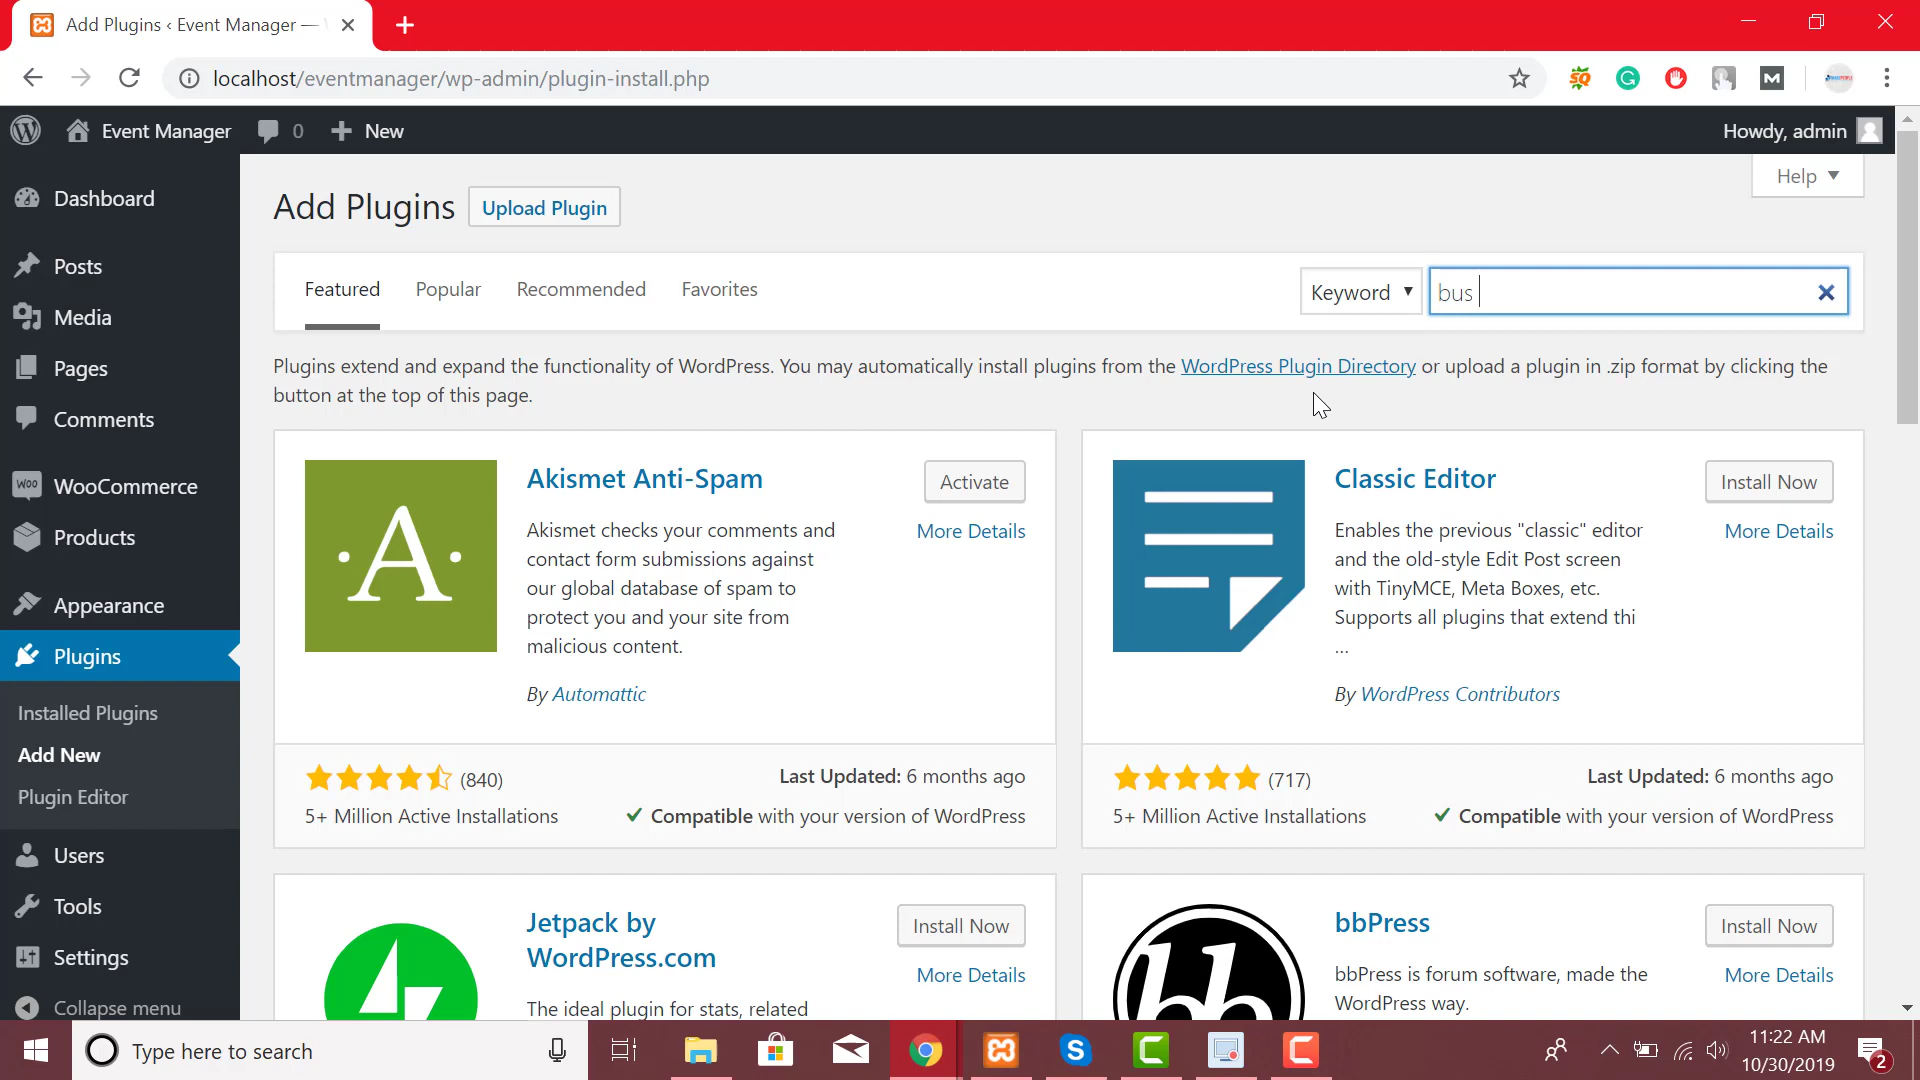 Add Plugins ‹ Event Manager —
localhost/eventmanager/wp-admin/plugin-install.php
Event Manager
0
New
Howdy, admin
Dashboard
Posts
Media
Pages
Comments
WooCommerce
Products
Appearance
Plugins
Installed Plugins
Add New
Plugin Editor
Users
Tools
Settings
Collapse menu
Help
Add Plugins
Upload Plugin
Featured
Popular
Recommended
Favorites
Keyword
bus
Plugins extend and expand the functionality of WordPress. You may automatically install plugins from the WordPress Plugin Directory or upload a plugin in .zip format by clicking the
button at the top of this page.
Akismet Anti-Spam
Activate
More Details
Akismet checks your comments and
contact form submissions against
our global database of spam to
protect you and your site from
malicious content.
By Automattic
(840)
Last Updated: 6 months ago
5+ Million Active Installations
Compatible with your version of WordPress
Classic Editor
Install Now
More Details
Enables the previous "classic" editor
and the old-style Edit Post screen
with TinyMCE, Meta Boxes, etc.
Supports all plugins that extend thi
...
By WordPress Contributors
(717)
Last Updated: 6 months ago
5+ Million Active Installations
Compatible with your version of WordPress
Jetpack by
WordPress.com
Install Now
More Details
The ideal plugin for stats, related
bbPress
Install Now
More Details
bbPress is forum software, made the
WordPress way.
Type here to search
11:22 AM
10/30/2019
2